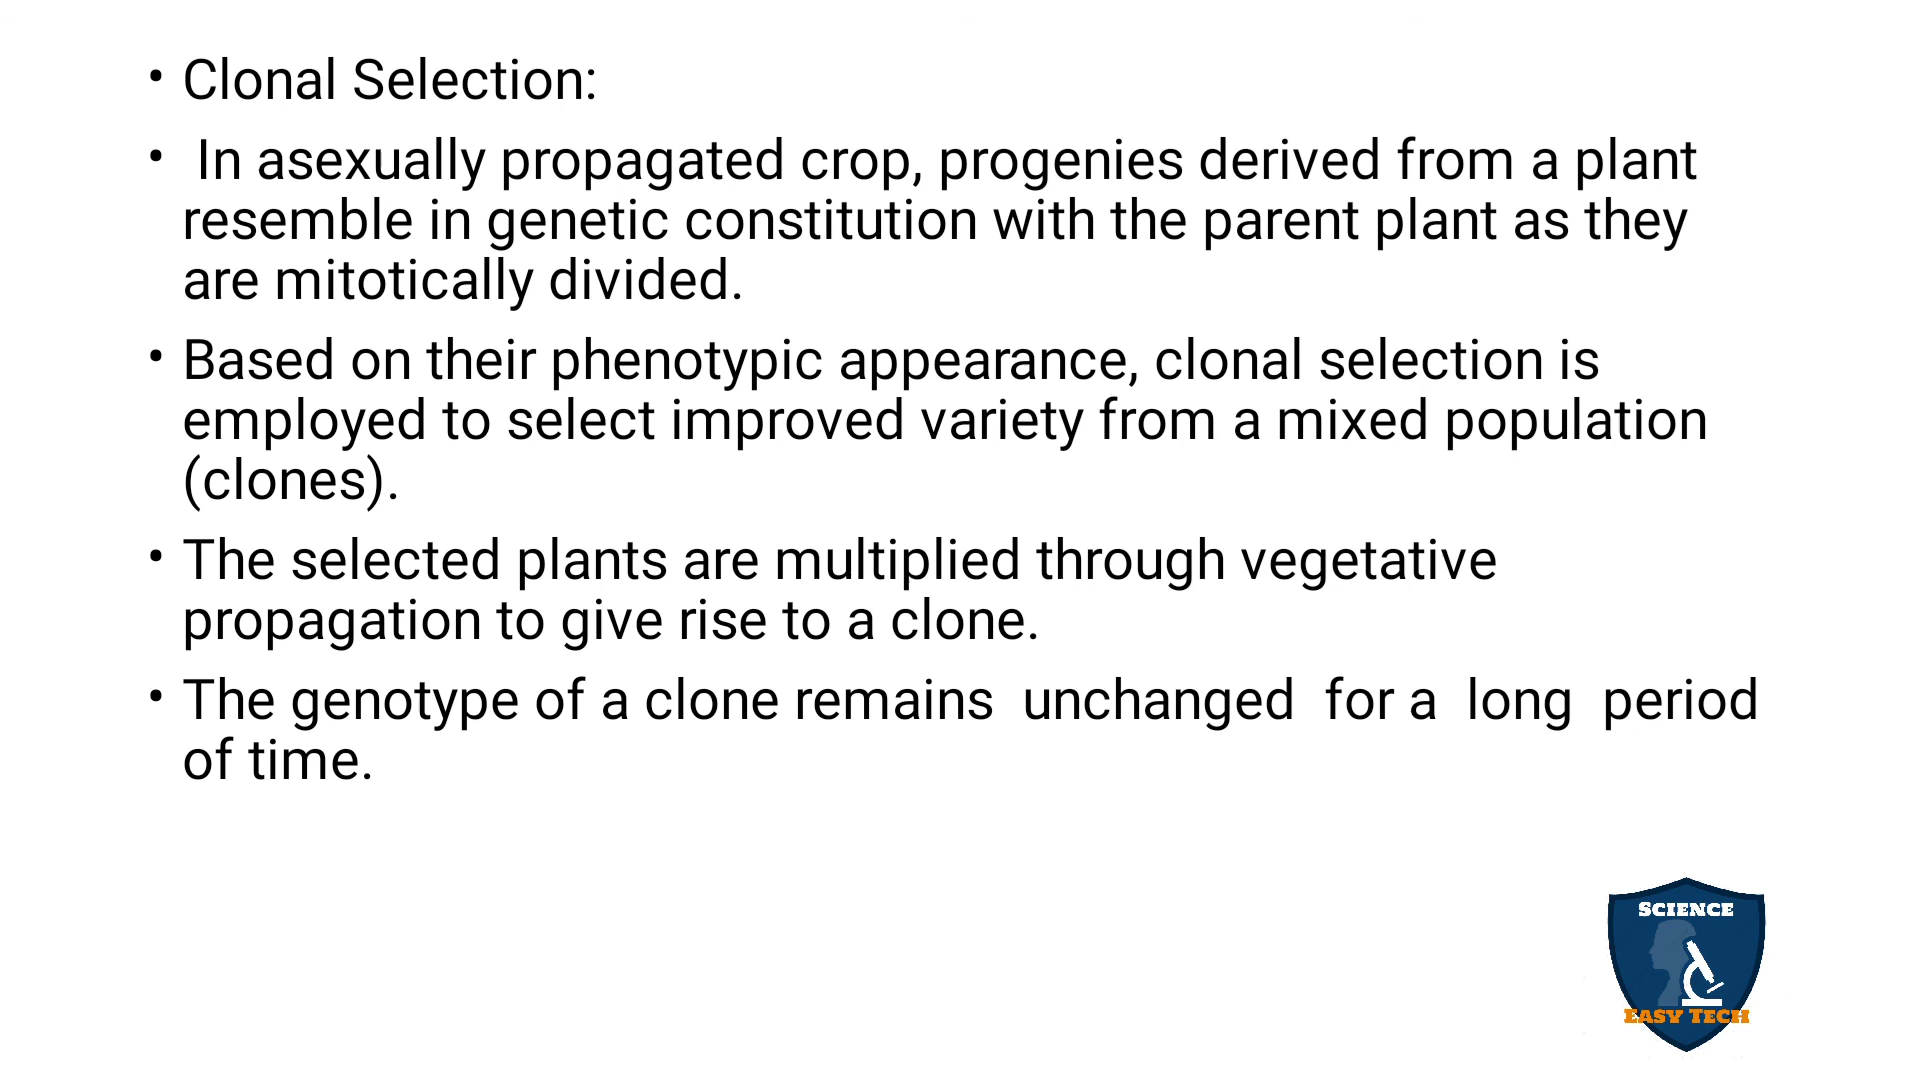 • Clonal Selection:
• In asexually propagated crop, progenies derived from a plant
resemble in genetic constitution with the parent plant as they
are mitotically divided.
• Based on their phenotypic appearance, clonal selection is
employed to select improved variety from a mixed population
(clones).
• The selected plants are multiplied through vegetative
propagation to give rise to a clone.
• The genotype of a clone remains  unchanged  for a  long  period
of time.
SCIENCE
EASY TECH